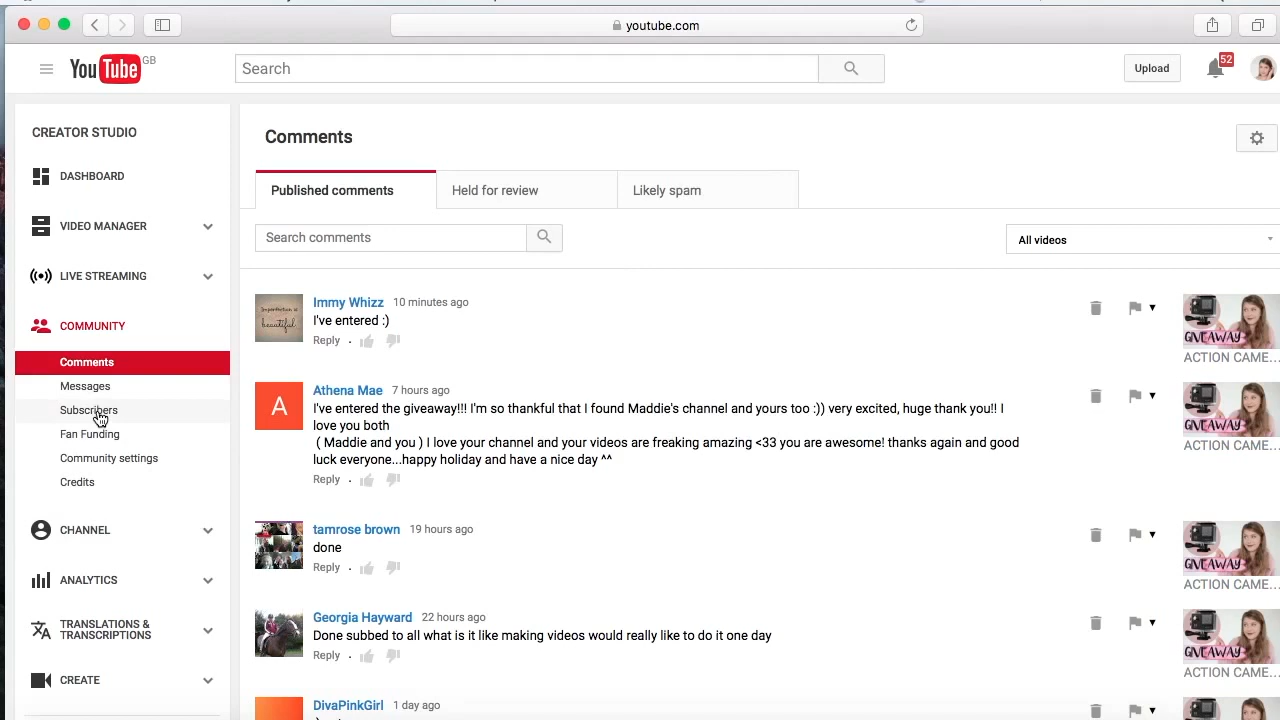 youtube.com
YouTube GB
Search
Upload
52
CREATOR STUDIO
DASHBOARD
VIDEO MANAGER
LIVE STREAMING
COMMUNITY
Comments
Messages
Subscribers
Fan Funding
Community settings
Credits
CHANNEL
ANALYTICS
TRANSLATIONS &
TRANSCRIPTIONS
CREATE
Comments
Published comments
Held for review
Likely spam
Search comments
All videos
Immy Whizz 10 minutes ago
I've entered :)
Reply .
GIVEAWAY
ACTION CAME...
A
Athena Mae 7 hours ago
I've entered the giveaway!!! I'm so thankful that I found Maddie's channel and yours too :)) very excited, huge thank you!! I
love you both
( Maddie and you ) I love your channel and your videos are freaking amazing <33 you are awesome! thanks again and good
luck everyone...happy holiday and have a nice day ^^
Reply .
GIVEAWAY
ACTION CAME...
tamrose brown 19 hours ago
done
Reply .
GIVEAWAY
ACTION CAME...
Georgia Hayward 22 hours ago
Done subbed to all what is it like making videos would really like to do it one day
Reply .
GIVEAWAY
ACTION CAME...
DivaPinkGirl 1 day ago